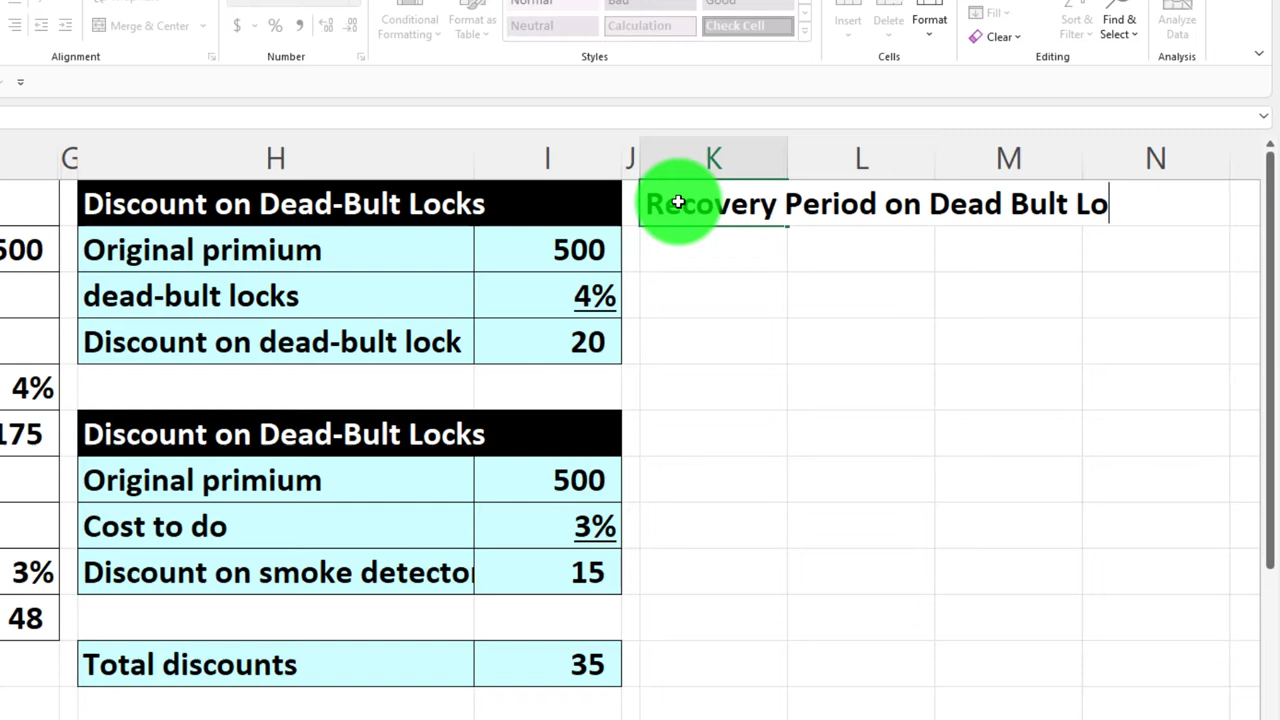 Merge & Center
Conditional Formatting
Format as Table
Normal
Bad
Good
Neutral
Calculation
Check Cell
Insert
Delete
Format
Fill
Clear
Sort & Filter
Find & Select
Analyze Data
Alignment
Number
Styles
Cells
Editing
Analysis
G H I J K L M N
Discount on Dead-Bult Locks
Recovery Period on Dead Bult Lo
500 Original primium 500
dead-bult locks 4%
Discount on dead-bult lock 20
4%
175 Discount on Dead-Bult Locks
Original primium 500
Cost to do 3%
3% Discount on smoke detector 15
48
Total discounts 35